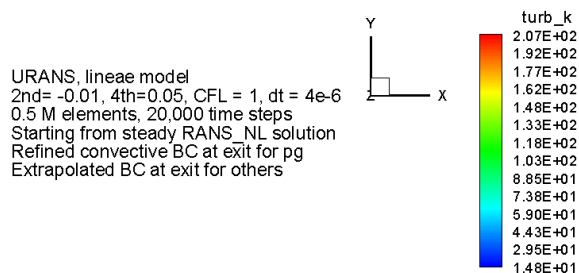 turb_k
Y
Z
X
2.07E+02
1.92E+02
1.77E+02
1.62E+02
1.48E+02
1.33E+02
1.18E+02
1.03E+02
8.85E+01
7.38E+01
5.90E+01
4.43E+01
2.95E+01
1.48E+01
URANS, lineae model
2nd= -0.01, 4th=0.05, CFL = 1, dt = 4e-6
0.5 M elements, 20,000 time steps
Starting from steady RANS_NL solution
Refined convective BC at exit for pg
Extrapolated BC at exit for others